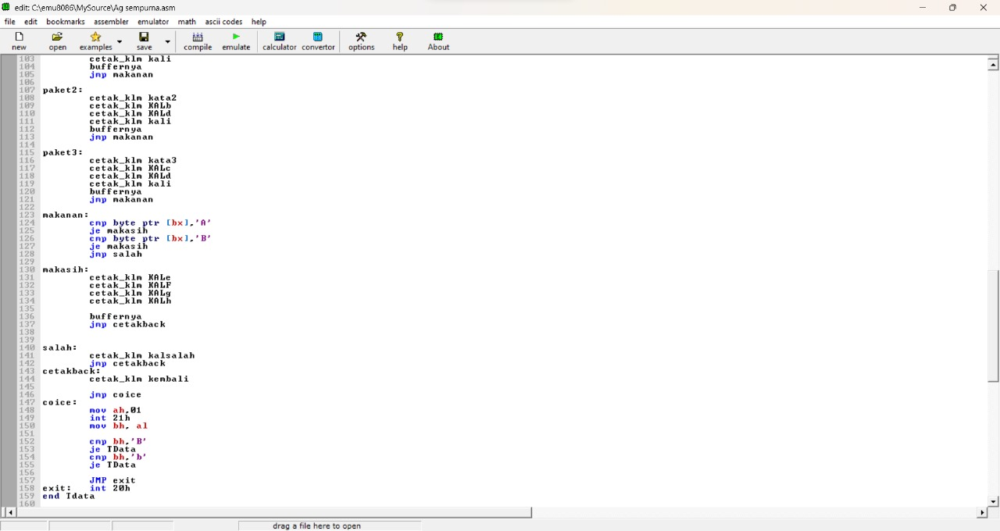 edit: C:\emu8086\MySource\Ag sempurna.asm
file edit bookmarks assembler emulator math ascii codes help
new open examples save compile emulate calculator convertor options help About
103 cetak_klm kali
104 buffernya
105 jmp makanan
106
107 paket2:
108 cetak_klm kata2
109 cetak_klm KALb
110 cetak_klm KALd
111 cetak_klm kali
112 buffernya
113 jmp makanan
114
115 paket3:
116 cetak_klm kata3
117 cetak_klm KALc
118 cetak_klm KALd
119 cetak_klm kali
120 buffernya
121 jmp makanan
122
123 makanan:
124 cmp byte ptr [bx],'A'
125 je makasih
126 cmp byte ptr [bx],'B'
127 je makasih
128 jmp salah
129
130 makasih:
131 cetak_klm KALe
132 cetak_klm KALF
133 cetak_klm KALg
134 cetak_klm KALh
135
136 buffernya
137 jmp cetakback
138
139
140 salah:
141 cetak_klm kalsalah
142 jmp cetakback
143 cetakback:
144 cetak_klm kembali
145
146 jmp coice
147 coice:
148 mov ah,01
149 int 21h
150 mov bh, al
151
152 cmp bh,'B'
153 je TData
154 cmp bh,'b'
155 je TData
156
157 JMP exit
158 exit: int 20h
159 end Tdata
160
drag a file here to open